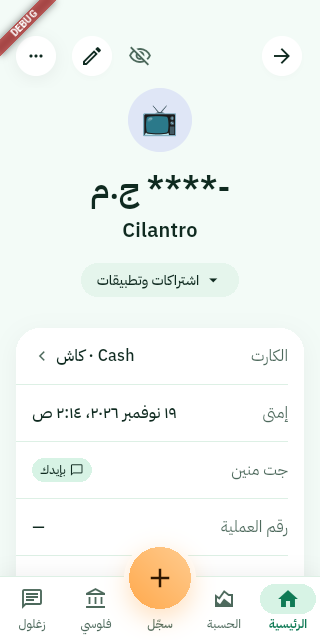 DEBUG
-**** ج.م
Cilantro
اشتراكات وتطبيقات
الكارت
كاش · Cash
إمتى
١٩ نوفمبر ٢٠٢٦، ٢:١٤ ص
جت منين
بإيدك
رقم العملية
—
الرئيسية
الحسبة
سجّل
فلوسي
زغلول